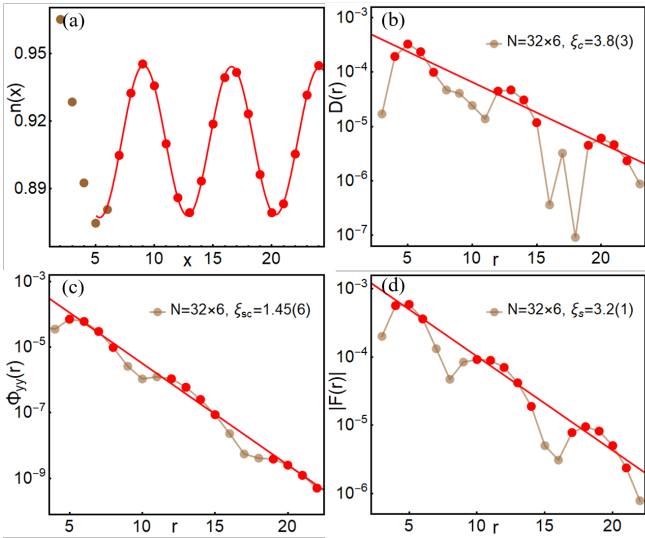 (a)
0.95
0.92
0.89
n(x)
5 10 15 20
x
(b)
N=32×6, ξc=3.8(3)
10⁻³
10⁻⁴
10⁻⁵
10⁻⁶
10⁻⁷
D(r)
5 10 15 20
r
(c)
N=32×6, ξsc=1.45(6)
10⁻³
10⁻⁵
10⁻⁷
10⁻⁹
Φyy(r)
5 10 15 20
r
(d)
N=32×6, ξs=3.2(1)
10⁻³
10⁻⁴
10⁻⁵
10⁻⁶
|F(r)|
5 10 15 20
r